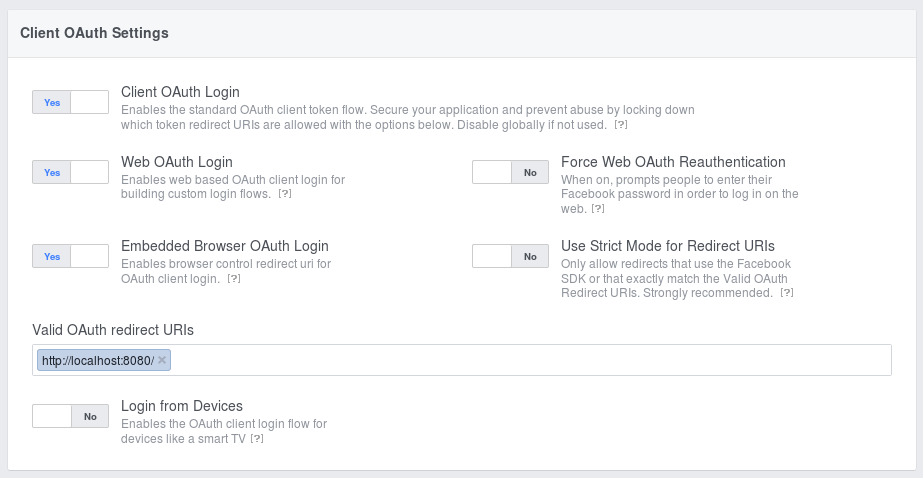 Client OAuth Settings
Yes
Client OAuth Login
Enables the standard OAuth client token flow. Secure your application and prevent abuse by locking down
which token redirect URIs are allowed with the options below. Disable globally if not used. [?]
Yes
Web OAuth Login
Enables web based OAuth client login for
building custom login flows. [?]
No
Force Web OAuth Reauthentication
When on, prompts people to enter their
Facebook password in order to log in on the
web. [?]
Yes
Embedded Browser OAuth Login
Enables browser control redirect uri for
OAuth client login. [?]
No
Use Strict Mode for Redirect URIs
Only allow redirects that use the Facebook
SDK or that exactly match the Valid OAuth
Redirect URIs. Strongly recommended. [?]
Valid OAuth redirect URIs
http://localhost:8080/ ×
No
Login from Devices
Enables the OAuth client login flow for
devices like a smart TV [?]